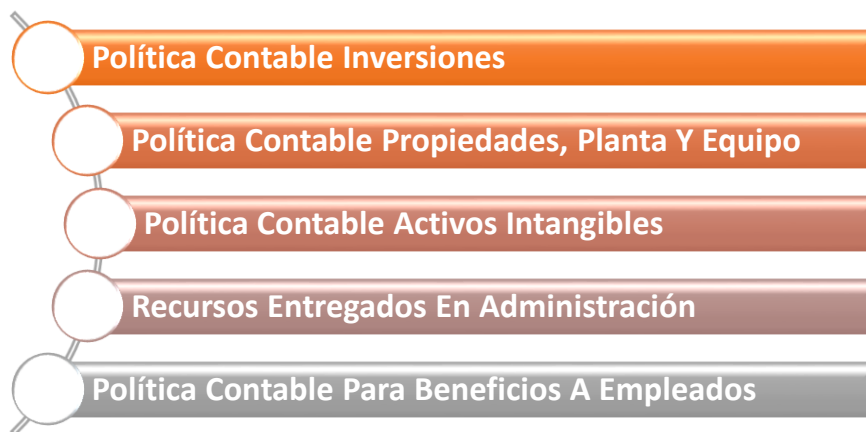 Política Contable Inversiones
Política Contable Propiedades, Planta Y Equipo
Política Contable Activos Intangibles
Recursos Entregados En Administración
Política Contable Para Beneficios A Empleados